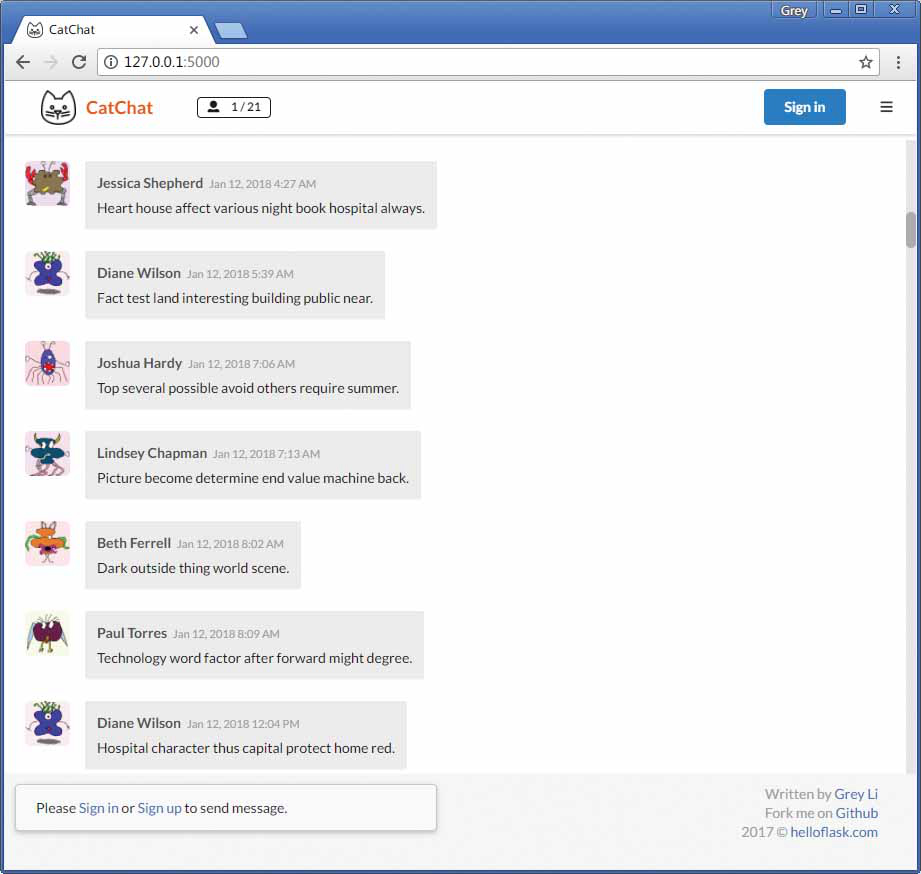 Grey
CatChat
127.0.0.1:5000
CatChat
1 / 21
Sign in
Jessica Shepherd Jan 12, 2018 4:27 AM
Heart house affect various night book hospital always.
Diane Wilson Jan 12, 2018 5:39 AM
Fact test land interesting building public near.
Joshua Hardy Jan 12, 2018 7:06 AM
Top several possible avoid others require summer.
Lindsey Chapman Jan 12, 2018 7:13 AM
Picture become determine end value machine back.
Beth Ferrell Jan 12, 2018 8:02 AM
Dark outside thing world scene.
Paul Torres Jan 12, 2018 8:09 AM
Technology word factor after forward might degree.
Diane Wilson Jan 12, 2018 12:04 PM
Hospital character thus capital protect home red.
Please Sign in or Sign up to send message.
Written by Grey Li
Fork me on Github
2017 © helloflask.com